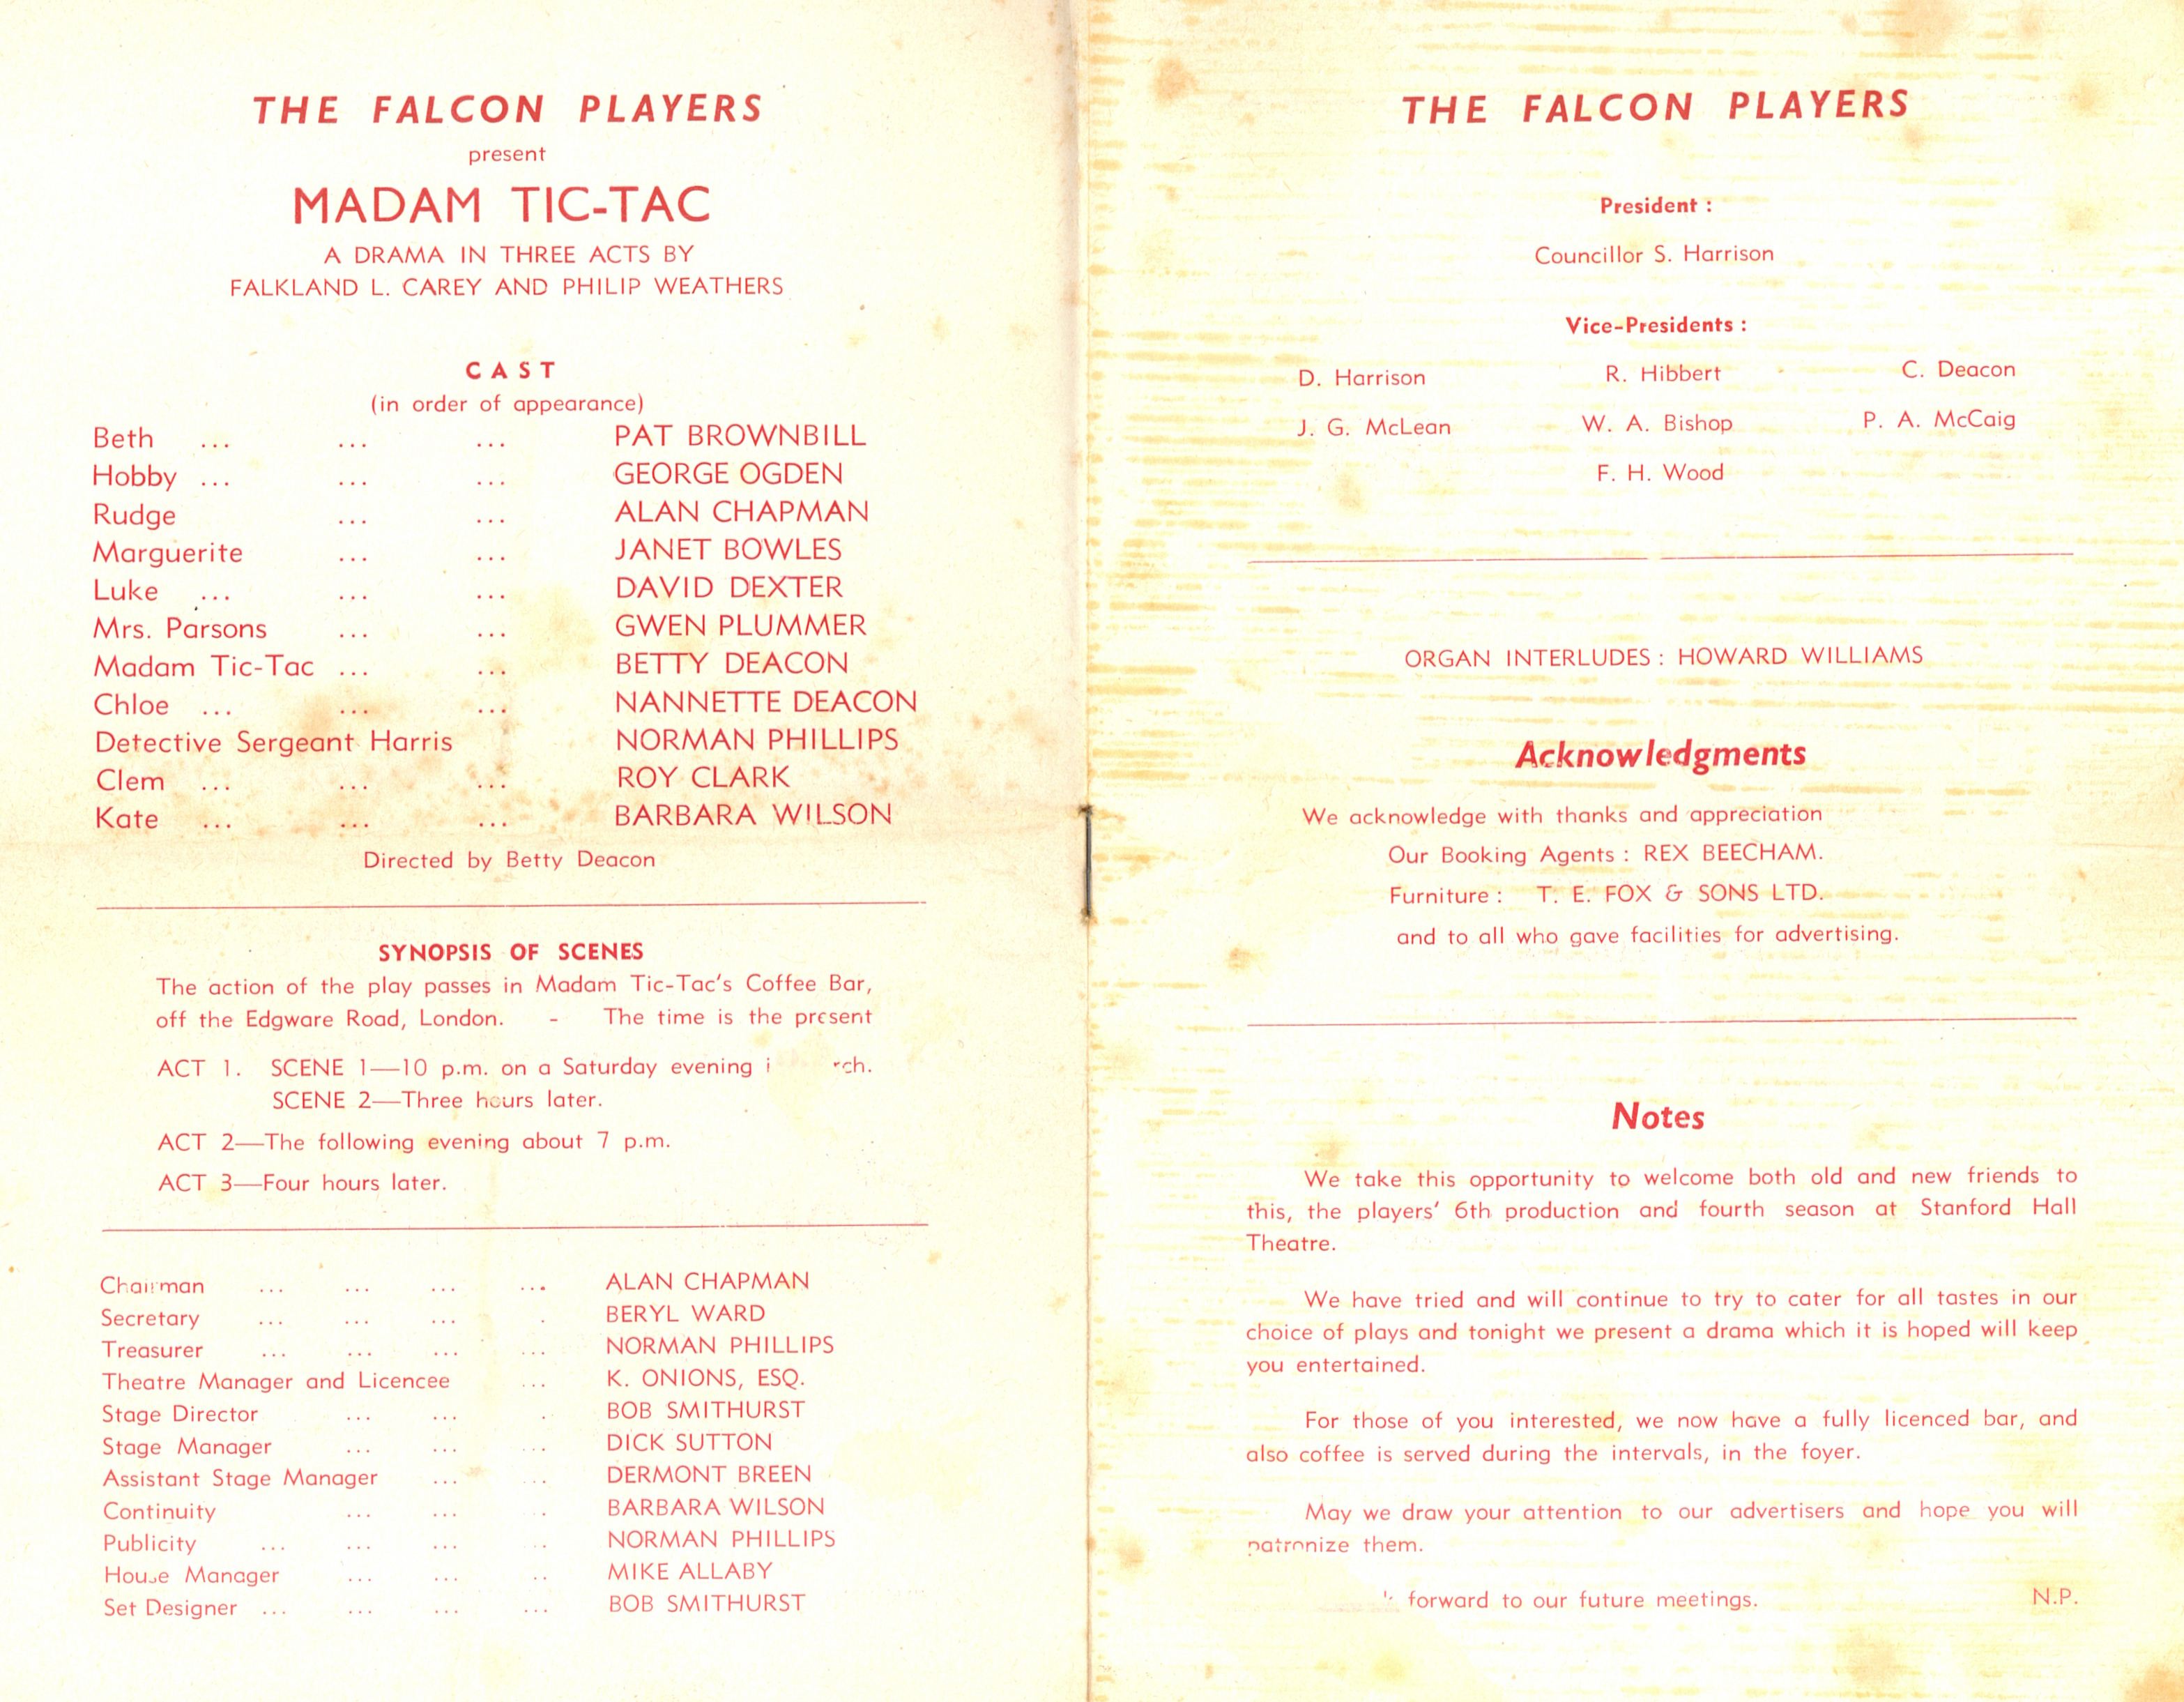 THE FALCON PLAYERS
present
MADAM TIC-TAC
A DRAMA IN THREE ACTS BY
FALKLAND L. CAREY AND PHILIP WEATHERS
CAST
(in order of appearance)
Beth ... ... ... PAT BROWNBILL
Hobby ... ... ... GEORGE OGDEN
Rudge ... ... ALAN CHAPMAN
Marguerite ... ... JANET BOWLES
Luke ... ... ... DAVID DEXTER
Mrs. Parsons ... ... GWEN PLUMMER
Madam Tic-Tac ... ... BETTY DEACON
Chloe ... ... ... NANNETTE DEACON
Detective Sergeant Harris NORMAN PHILLIPS
Clem ... ... ... ROY CLARK
Kate ... ... ... BARBARA WILSON
Directed by Betty Deacon
SYNOPSIS OF SCENES
The action of the play passes in Madam Tic-Tac's Coffee Bar,
off the Edgware Road, London. - The time is the present
ACT 1. SCENE 1—10 p.m. on a Saturday evening
SCENE 2—Three hours later.
ACT 2—The following evening about 7 p.m.
ACT 3—Four hours later.
Chairman ... ... ... ... ALAN CHAPMAN
Secretary ... ... ... . BERYL WARD
Treasurer ... ... ... ... NORMAN PHILLIPS
Theatre Manager and Licencee ... K. ONIONS, ESQ.
Stage Director ... ... . BOB SMITHURST
Stage Manager ... ... ... DICK SUTTON
Assistant Stage Manager ... ... DERMONT BREEN
Continuity ... ... .. BARBARA WILSON
Publicity ... ... ... .. NORMAN PHILLIPS
House Manager ... ... .. MIKE ALLABY
Set Designer ... ... ... ... BOB SMITHURST
THE FALCON PLAYERS
President :
Councillor S. Harrison
Vice-Presidents :
D. Harrison R. Hibbert C. Deacon
J. G. McLean W. A. Bishop P. A. McCaig
F. H. Wood
ORGAN INTERLUDES : HOWARD WILLIAMS
Acknowledgments
We acknowledge with thanks and appreciation
Our Booking Agents : REX BEECHAM.
Furniture : T. E. FOX & SONS LTD.
and to all who gave facilities for advertising.
Notes
We take this opportunity to welcome both old and new friends to
this, the players' 6th production and fourth season at Stanford Hall
Theatre.
We have tried and will continue to try to cater for all tastes in our
choice of plays and tonight we present a drama which it is hoped will keep
you entertained.
For those of you interested, we now have a fully licenced bar, and
also coffee is served during the intervals, in the foyer.
May we draw your attention to our advertisers and hope you will
patronize them.
forward to our future meetings. N.P.